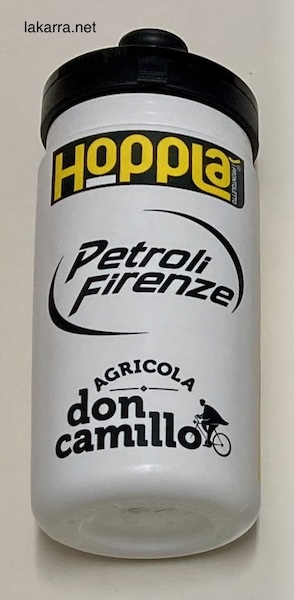 lakarra.net
Hoppla
Petroli
Firenze
AGRICOLA
don
camillo